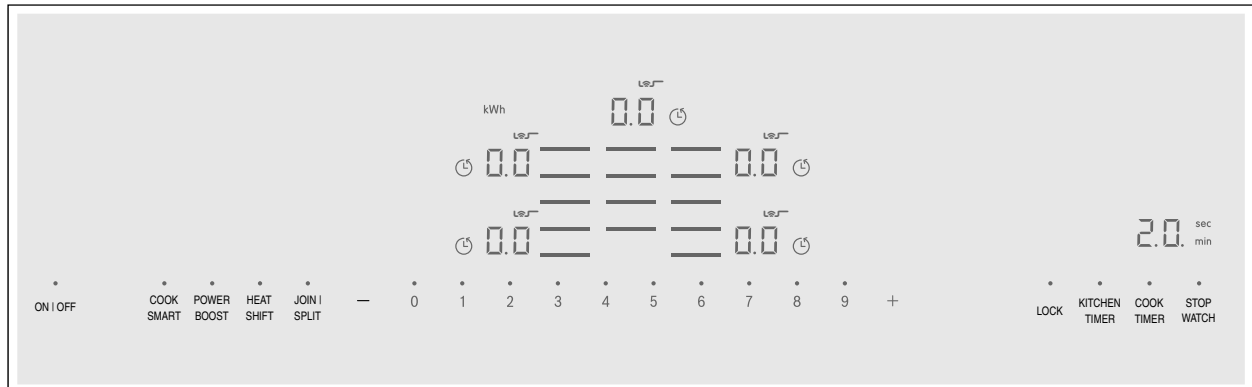 kWh
0.0
0.0 0.0
0.0 0.0
2.0. sec
min
ON | OFF
COOK SMART
POWER BOOST
HEAT SHIFT
JOIN | SPLIT
— 0 1 2 3 4 5 6 7 8 9 +
LOCK
KITCHEN TIMER
COOK TIMER
STOP WATCH